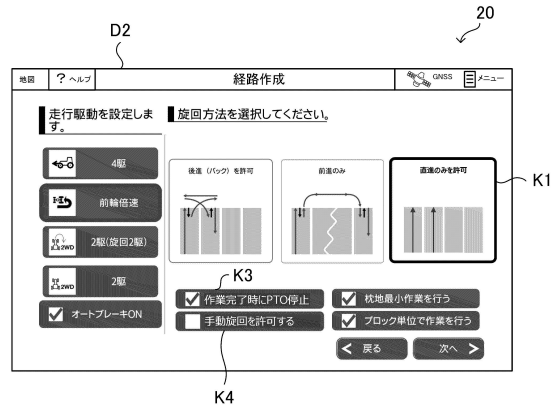 20
D2
地図
? ヘルプ
経路作成
GNSS
メニュー
走行駆動を設定しま
す。
旋回方法を選択してください。
4駆
前輪倍速
2WD
2駆(旋回2駆)
2WD
2駆
オートブレーキON
後進（バック）を許可
前進のみ
直進のみを許可
K1
K3
作業完了時にPTO停止
枕地最小作業を行う
手動旋回を許可する
ブロック単位で作業を行う
< 戻る
次へ >
K4